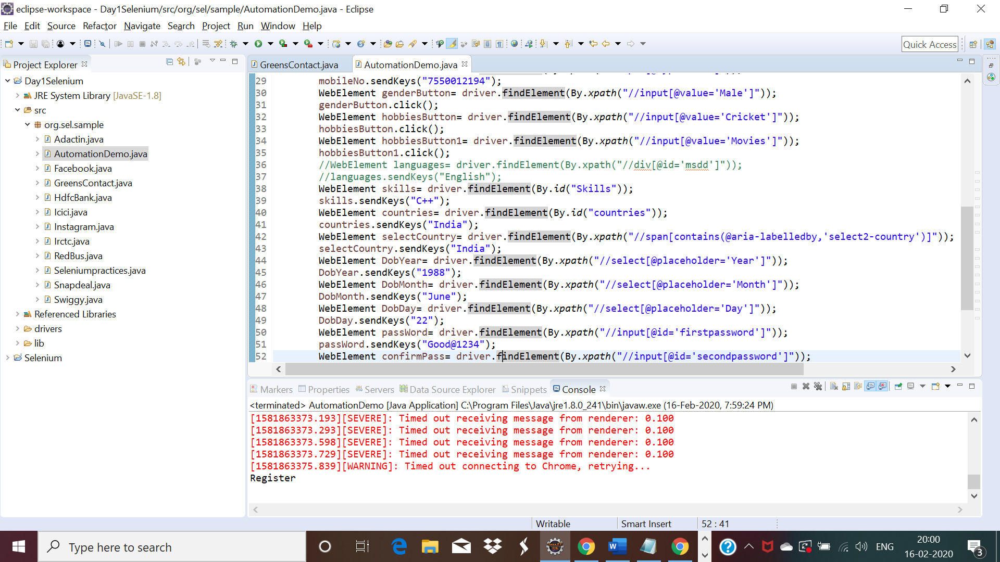 eclipse-workspace - Day1Selenium/src/org/sel/sample/AutomationDemo.java - Eclipse
File Edit Source Refactor Navigate Search Project Run Window Help
Quick Access
Project Explorer
Day1Selenium
JRE System Library [JavaSE-1.8]
src
org.sel.sample
Adactin.java
AutomationDemo.java
Facebook.java
GreensContact.java
HdfcBank.java
Icici.java
Instagram.java
Irctc.java
RedBus.java
Seleniumpractices.java
Snapdeal.java
Swiggy.java
Referenced Libraries
drivers
lib
Selenium
GreensContact.java AutomationDemo.java
29 mobileNo.sendKeys("7550012194");
30 WebElement genderButton= driver.findElement(By.xpath("//input[@value='Male']"));
31 genderButton.click();
32 WebElement hobbiesButton= driver.findElement(By.xpath("//input[@value='Cricket']"));
33 hobbiesButton.click();
34 WebElement hobbiesButton1= driver.findElement(By.xpath("//input[@value='Movies']"));
35 hobbiesButton1.click();
36 //WebElement languages= driver.findElement(By.xpath("//div[@id='msdd']"));
37 //languages.sendKeys("English");
38 WebElement skills= driver.findElement(By.id("Skills"));
39 skills.sendKeys("C++");
40 WebElement countries= driver.findElement(By.id("countries"));
41 countries.sendKeys("India");
42 WebElement selectCountry= driver.findElement(By.xpath("//span[contains(@aria-labelledby,'select2-country')]"));
43 selectCountry.sendKeys("India");
44 WebElement DobYear= driver.findElement(By.xpath("//select[@placeholder='Year']"));
45 DobYear.sendKeys("1988");
46 WebElement DobMonth= driver.findElement(By.xpath("//select[@placeholder='Month']"));
47 DobMonth.sendKeys("June");
48 WebElement DobDay= driver.findElement(By.xpath("//select[@placeholder='Day']"));
49 DobDay.sendKeys("22");
50 WebElement passWord= driver.findElement(By.xpath("//input[@id='firstpassword']"));
51 passWord.sendKeys("Good@1234");
52 WebElement confirmPass= driver.findElement(By.xpath("//input[@id='secondpassword']"));
Markers Properties Servers Data Source Explorer Snippets Console
<terminated> AutomationDemo [Java Application] C:\Program Files\Java\jre1.8.0_241\bin\javaw.exe (16-Feb-2020, 7:59:24 PM)
[1581863373.193][SEVERE]: Timed out receiving message from renderer: 0.100
[1581863373.293][SEVERE]: Timed out receiving message from renderer: 0.100
[1581863373.598][SEVERE]: Timed out receiving message from renderer: 0.100
[1581863373.729][SEVERE]: Timed out receiving message from renderer: 0.100
[1581863375.839][WARNING]: Timed out connecting to Chrome, retrying...
Register
Writable Smart Insert 52 : 41
Type here to search
ENG
20:00
16-02-2020
3